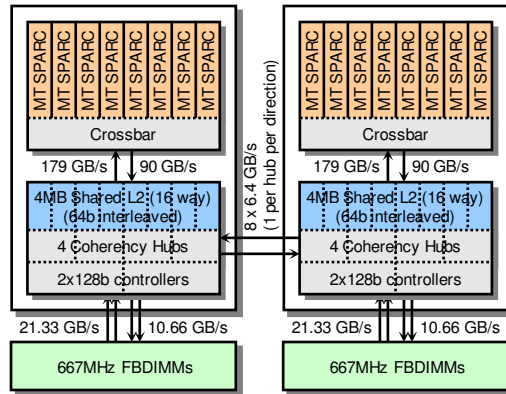 MT SPARC
MT SPARC
MT SPARC
MT SPARC
MT SPARC
MT SPARC
MT SPARC
MT SPARC
Crossbar
179 GB/s
90 GB/s
4MB Shared L2 (16 way)
(64b interleaved)
4 Coherency Hubs
2x128b controllers
21.33 GB/s
10.66 GB/s
667MHz FBDIMMs
8 x 6.4 GB/s
(1 per hub per direction)
MT SPARC
MT SPARC
MT SPARC
MT SPARC
MT SPARC
MT SPARC
MT SPARC
MT SPARC
Crossbar
179 GB/s
90 GB/s
4MB Shared L2 (16 way)
(64b interleaved)
4 Coherency Hubs
2x128b controllers
21.33 GB/s
10.66 GB/s
667MHz FBDIMMs